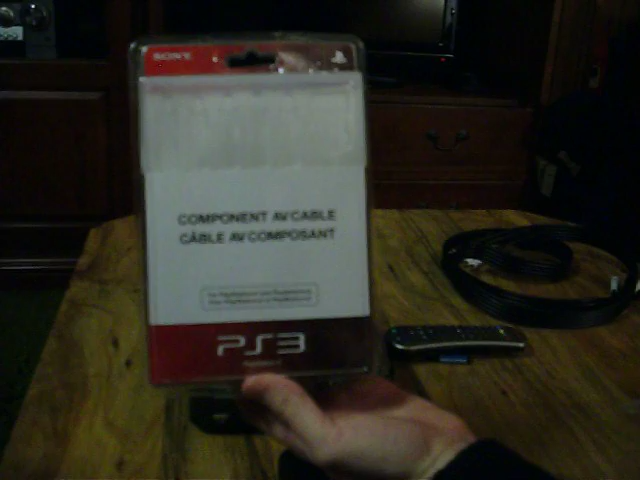 SONY
COMPONENT AV CABLE
CÂBLE AV COMPOSANT
PS3